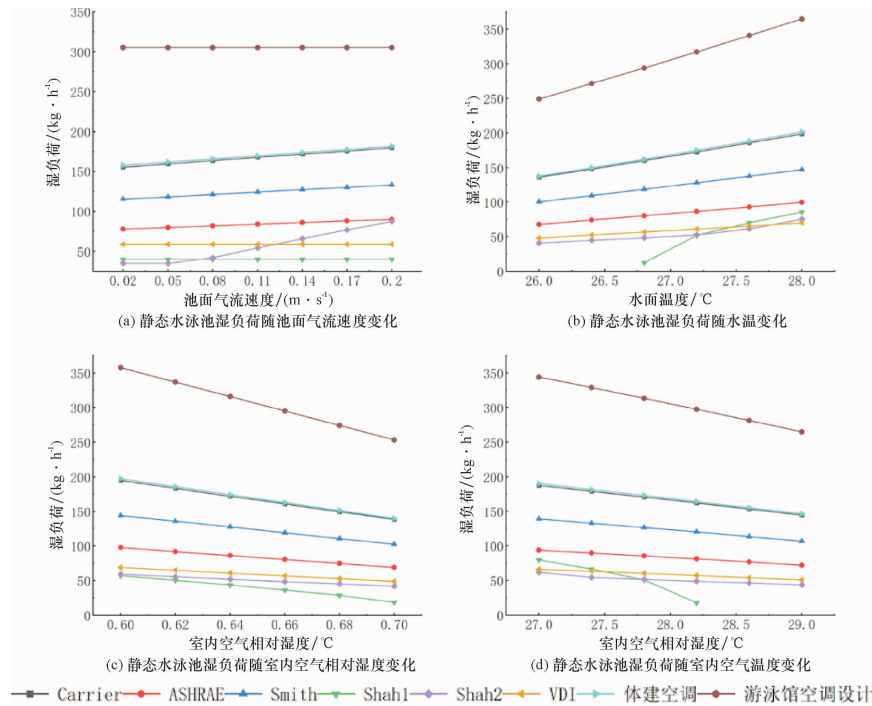 湿负荷/(kg·h⁻¹)
350
300
250
200
150
100
50
0.02 0.05 0.08 0.11 0.14 0.17 0.2
池面气流速度/(m·s⁻¹)
(a) 静态水泳池湿负荷随池面气流速度变化
湿负荷/(kg·h⁻¹)
350
300
250
200
150
100
50
0
26.0 26.5 27.0 27.5 28.0
水面温度/℃
(b) 静态水泳池湿负荷随水温变化
湿负荷/(kg·h⁻¹)
350
300
250
200
150
100
50
0
0.60 0.62 0.64 0.66 0.68 0.70
室内空气相对湿度/℃
(c) 静态水泳池湿负荷随室内空气相对湿度变化
湿负荷/(kg·h⁻¹)
350
300
250
200
150
100
50
0
27.0 27.5 28.0 28.5 29.0
室内空气相对湿度/℃
(d) 静态水泳池湿负荷随室内空气温度变化
Carrier ASHRAE Smith Shah1 Shah2 VDI 体建空调 游泳馆空调设计